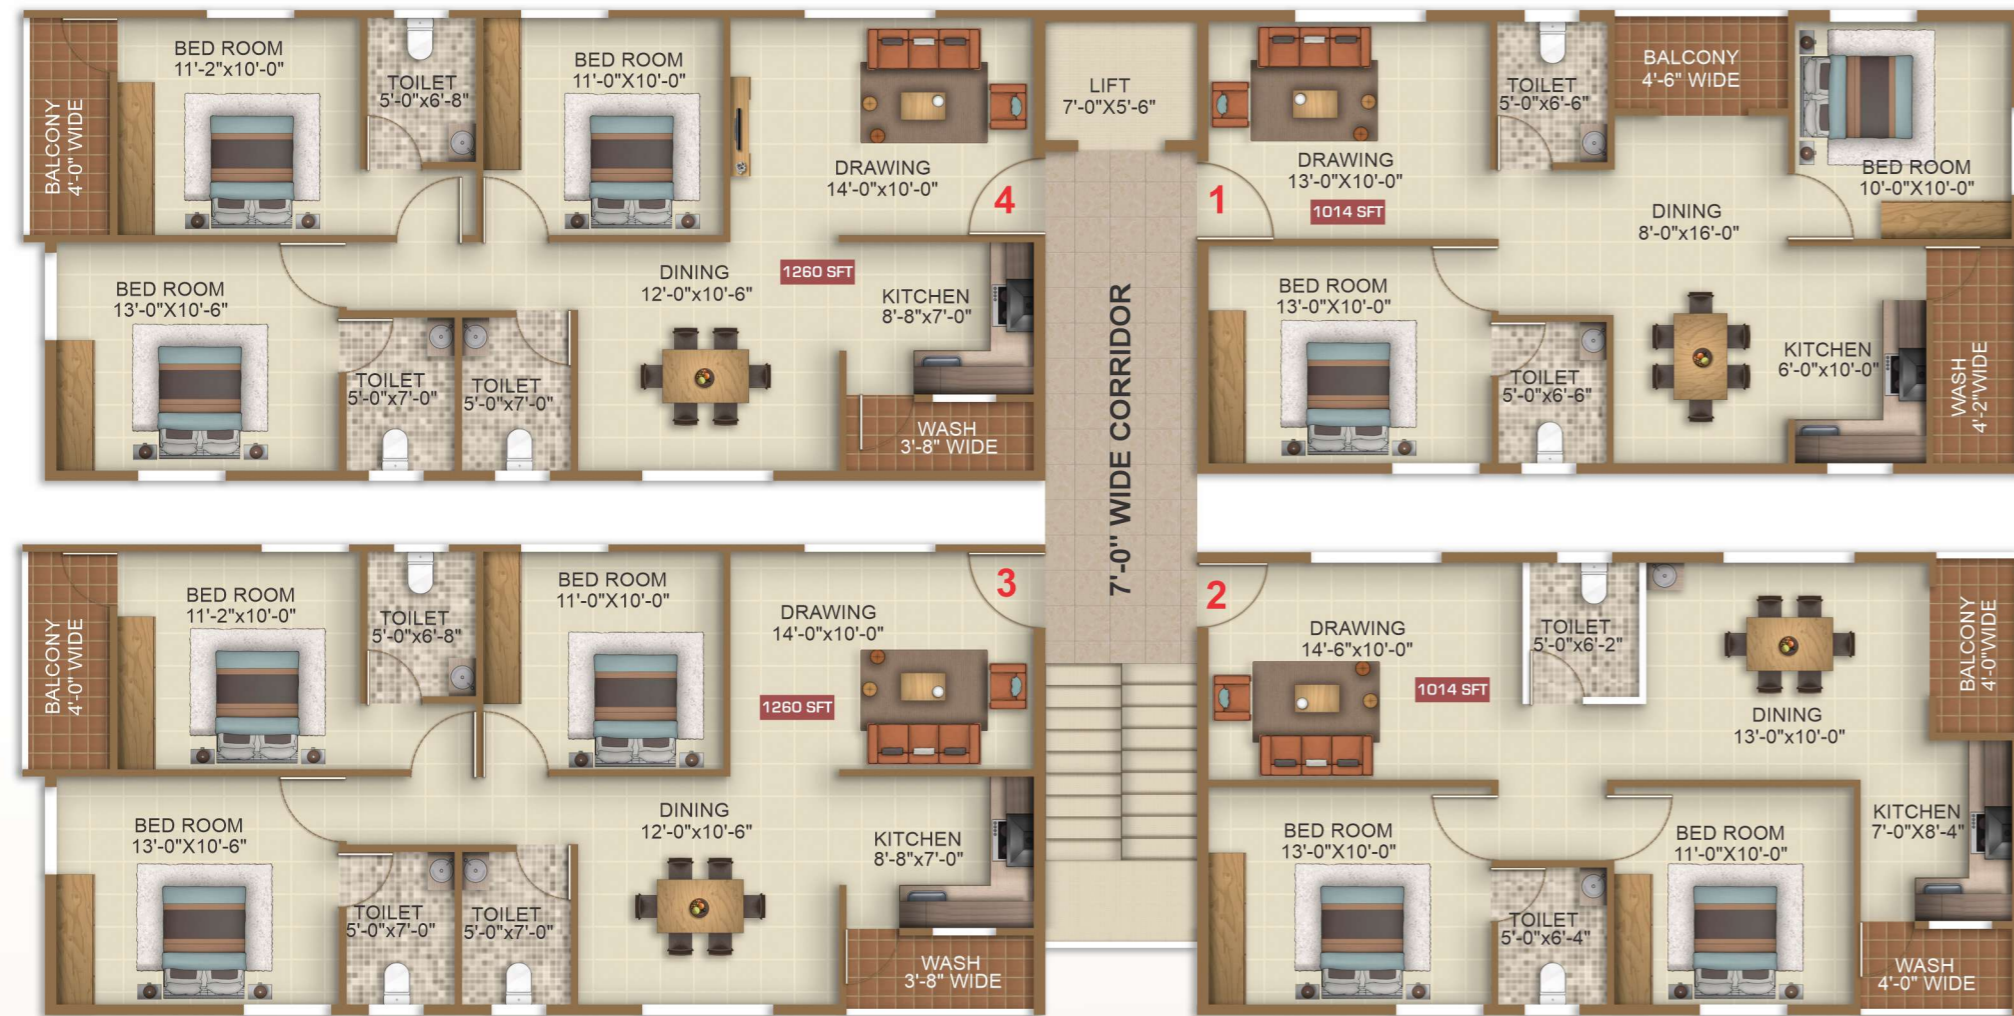 BED ROOM
11'-2"x10'-0"
TOILET
5'-0"x6'-8"
BED ROOM
11'-0"X10'-0"
BALCONY
4'-0" WIDE
DRAWING
14'-0"x10'-0"
4
BED ROOM
13'-0"X10'-6"
TOILET
5'-0"x7'-0"
TOILET
5'-0"x7'-0"
DINING
12'-0"x10'-6"
1260 SFT
KITCHEN
8'-8"x7'-0"
WASH
3'-8" WIDE
LIFT
7'-0"X5'-6"
7'-0" WIDE CORRIDOR
1
DRAWING
13'-0"X10'-0"
1014 SFT
TOILET
5'-0"x6'-6"
BALCONY
4'-6" WIDE
BED ROOM
10'-0"X10'-0"
DINING
8'-0"x16'-0"
BED ROOM
13'-0"X10'-0"
TOILET
5'-0"x6'-6"
KITCHEN
6'-0"x10'-0"
WASH
4'-2"WIDE
BED ROOM
11'-2"x10'-0"
TOILET
5'-0"x6'-8"
BED ROOM
11'-0"X10'-0"
BALCONY
4'-0" WIDE
DRAWING
14'-0"x10'-0"
3
1260 SFT
BED ROOM
13'-0"X10'-6"
TOILET
5'-0"x7'-0"
TOILET
5'-0"x7'-0"
DINING
12'-0"x10'-6"
KITCHEN
8'-8"x7'-0"
WASH
3'-8" WIDE
2
DRAWING
14'-6"x10'-0"
1014 SFT
TOILET
5'-0"x6'-2"
DINING
13'-0"x10'-0"
BALCONY
4'-0"WIDE
BED ROOM
13'-0"X10'-0"
TOILET
5'-0"x6'-4"
BED ROOM
11'-0"X10'-0"
KITCHEN
7'-0"X8'-4"
WASH
4'-0" WIDE